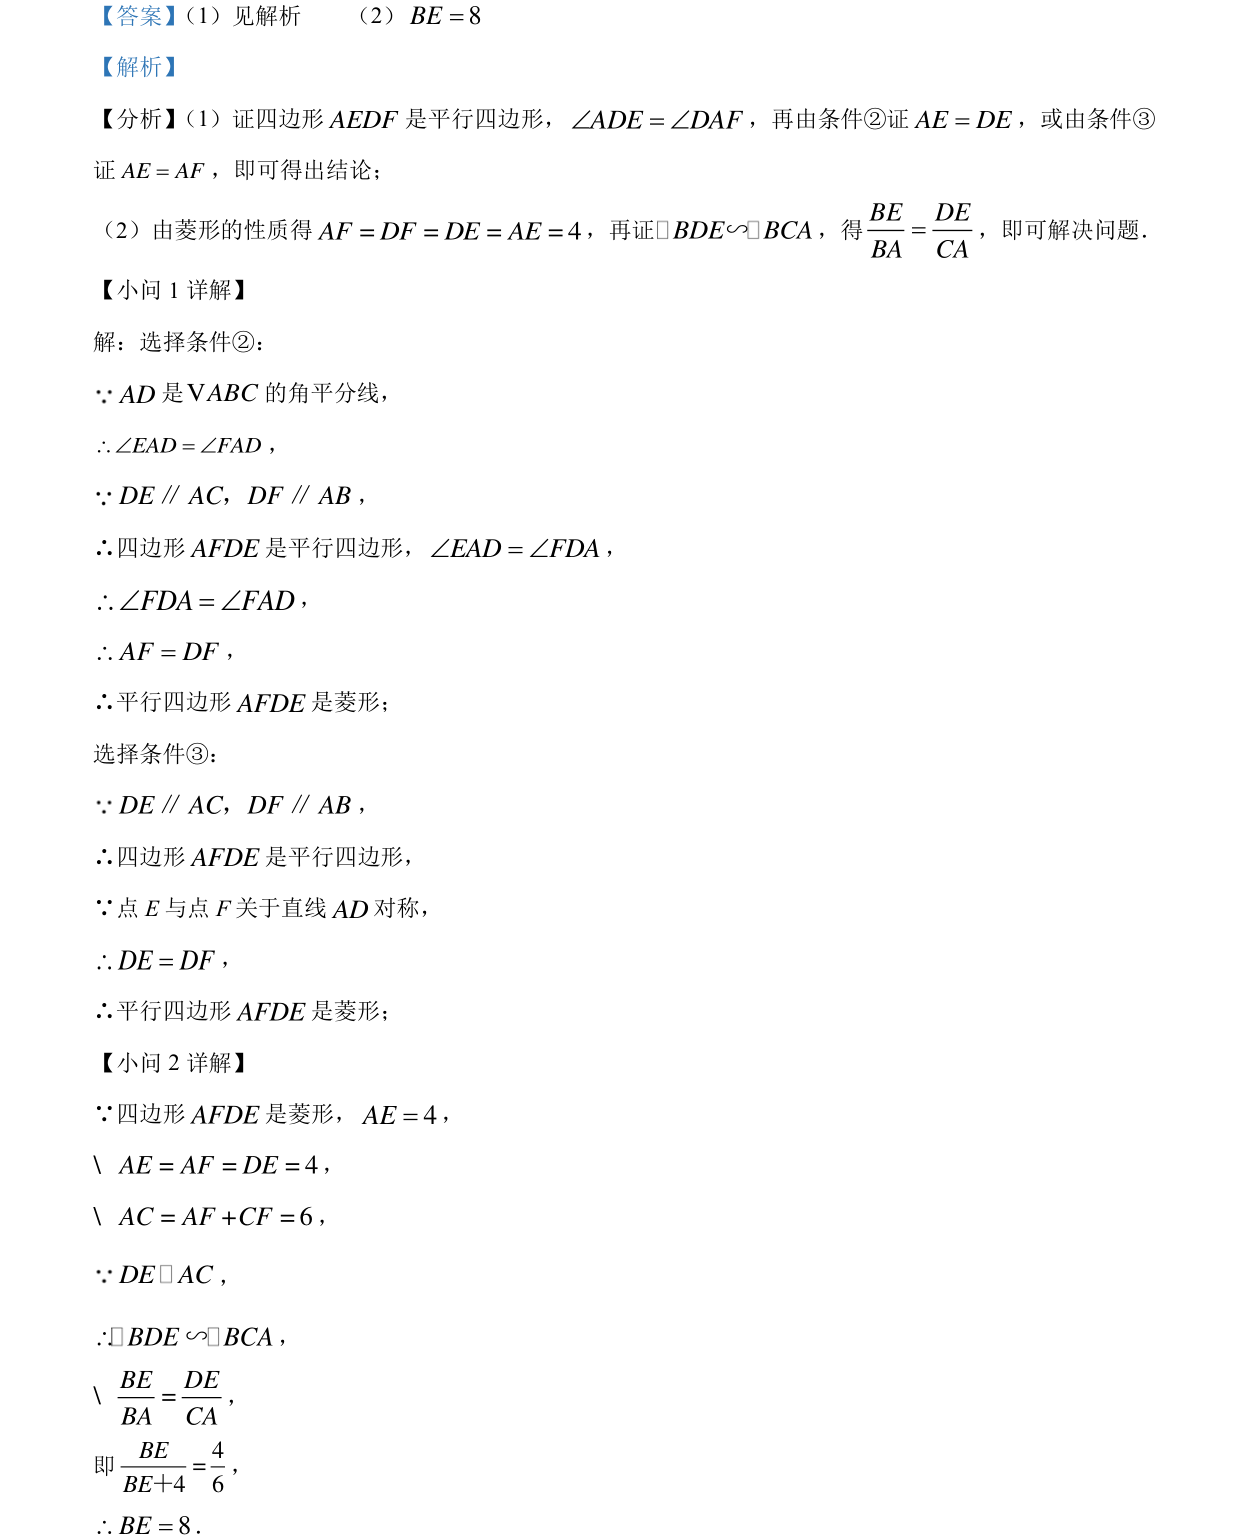 【答案】（1）见解析　　（2）BE = 8
【解析】
【分析】（1）证四边形 AEDF 是平行四边形，∠ADE = ∠DAF，再由条件②证 AE = DE，或由条件③
证 AE = AF，即可得出结论；
（2）由菱形的性质得 AF = DF = DE = AE = 4，再证□BDE∽□BCA，得 BE/BA = DE/CA，即可解决问题．
【小问 1 详解】
解：选择条件②：
∵ AD 是VABC 的角平分线，
∴∠EAD = ∠FAD，
∵ DE ∥ AC，DF ∥ AB，
∴四边形 AFDE 是平行四边形，∠EAD = ∠FDA，
∴∠FDA = ∠FAD，
∴ AF = DF，
∴平行四边形 AFDE 是菱形；
选择条件③：
∵ DE ∥ AC，DF ∥ AB，
∴四边形 AFDE 是平行四边形，
∵点 E 与点 F 关于直线 AD 对称，
∴DE = DF，
∴平行四边形 AFDE 是菱形；
【小问 2 详解】
∵四边形 AFDE 是菱形，AE = 4，
\ AE = AF = DE = 4，
\ AC = AF + CF = 6，
∵ DE □ AC，
∴□BDE ∽□BCA，
\ BE/BA = DE/CA，
即 BE/BE+4 = 4/6，
∴ BE = 8．